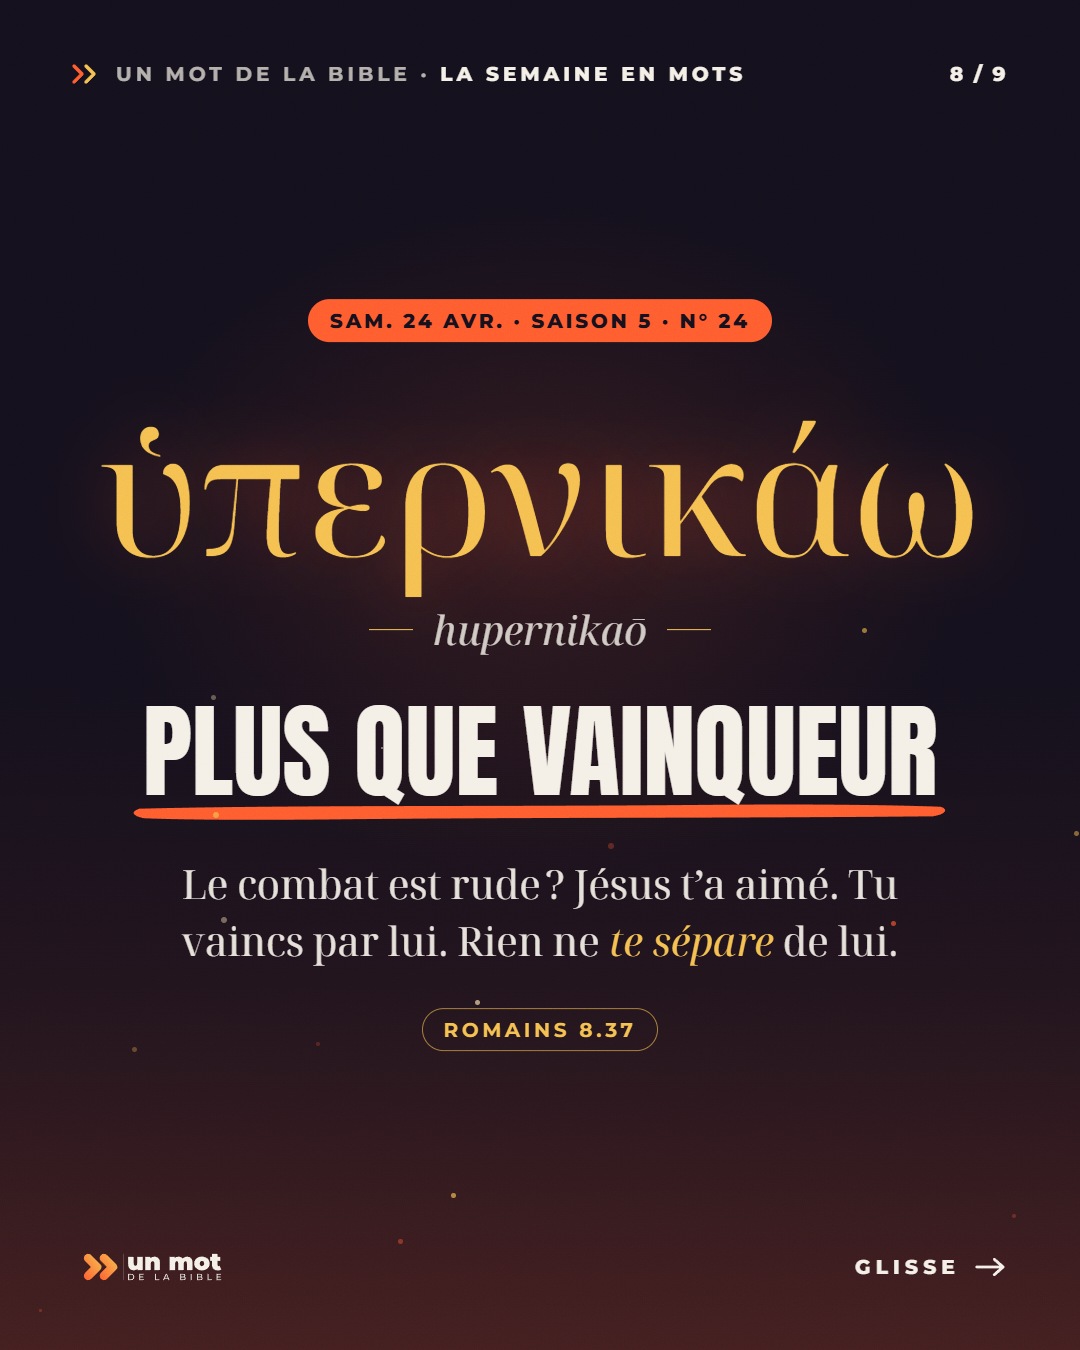 UN MOT DE LA BIBLE · LA SEMAINE EN MOTS
8 / 9
SAM. 24 AVR. · SAISON 5 · N° 24
ὑπερνικάω
hupernikaō
PLUS QUE VAINQUEUR
Le combat est rude ? Jésus t’a aimé. Tu
vaincs par lui. Rien ne te sépare de lui.
ROMAINS 8.37
un mot
DE LA BIBLE
GLISSE →